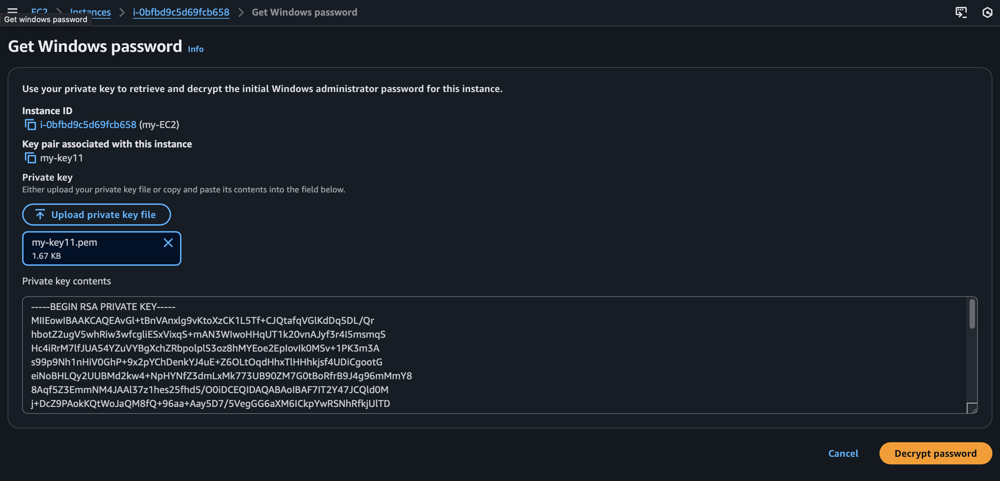 EC2 > Instances > i-0bfbd9c5d69fcb658 > Get Windows password
Get windows password
Get Windows password Info
Use your private key to retrieve and decrypt the initial Windows administrator password for this instance.
Instance ID
i-0bfbd9c5d69fcb658 (my-EC2)
Key pair associated with this instance
my-key11
Private key
Either upload your private key file or copy and paste its contents into the field below.
Upload private key file
my-key11.pem
1.67 KB
Private key contents
-----BEGIN RSA PRIVATE KEY-----
MIIEowIBAAKCAQEAvGl+tBnVAnxlg9vKtoXzCK1L5Tf+CJQtafqVGlKdDq5DL/Qr
hbotZ2ugV5whRiw3wfcgliESxVixqS+mAN3WIwoHHqUT1k20vnAJyf3r4I5msmqS
Hc4iRrM7lfJUA54YZuVYBgXchZRbpolplS3oz8hMYEoe2EpIovIk0MSv+1PK3m3A
s99p9Nh1nHiV0GhP+9x2pYChDenkYJ4uE+Z6OLtOqdHhxTlHHhkjsf4UDiCgootG
eiNoBHLQy2UUBMd2kw4+NpHYNfZ3dmLxMk773UB90ZM7G0tBoRfrB9J4g96mMmY8
8Aqf5Z3EmmNM4JAAl37z1hes25fhd5/O0iDCEQIDAQABAoIBAF7IT2Y47JCQld0M
j+DcZ9PAokKQtWoJaQM8fQ+96aa+Aay5D7/5VegGG6aXM6ICkpYwRSNhRfkjUlTD
Cancel
Decrypt password